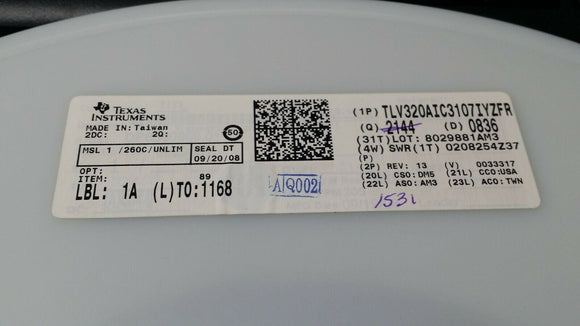 TEXAS
INSTRUMENTS
MADE IN: Taiwan
2DC: 2Q:
MSL 1 /260C/UNLIM SEAL DT
09/20/08
OPT:
ITEM: 89
LBL: 1A (L)TO:1168
A/Q002
(1P) TLV320AIC3107IYZFR
(Q) 2144 (D) 0836
(31T)LOT: 8029881AM3
(4W) SWR(1T) 0208254Z37
(P)
(2P) REV: 13 (V) 0033317
(20L) CSO:DM5 (21L) CCO:USA
(22L) ASO:AM3 (23L) ACO:TWN
1531